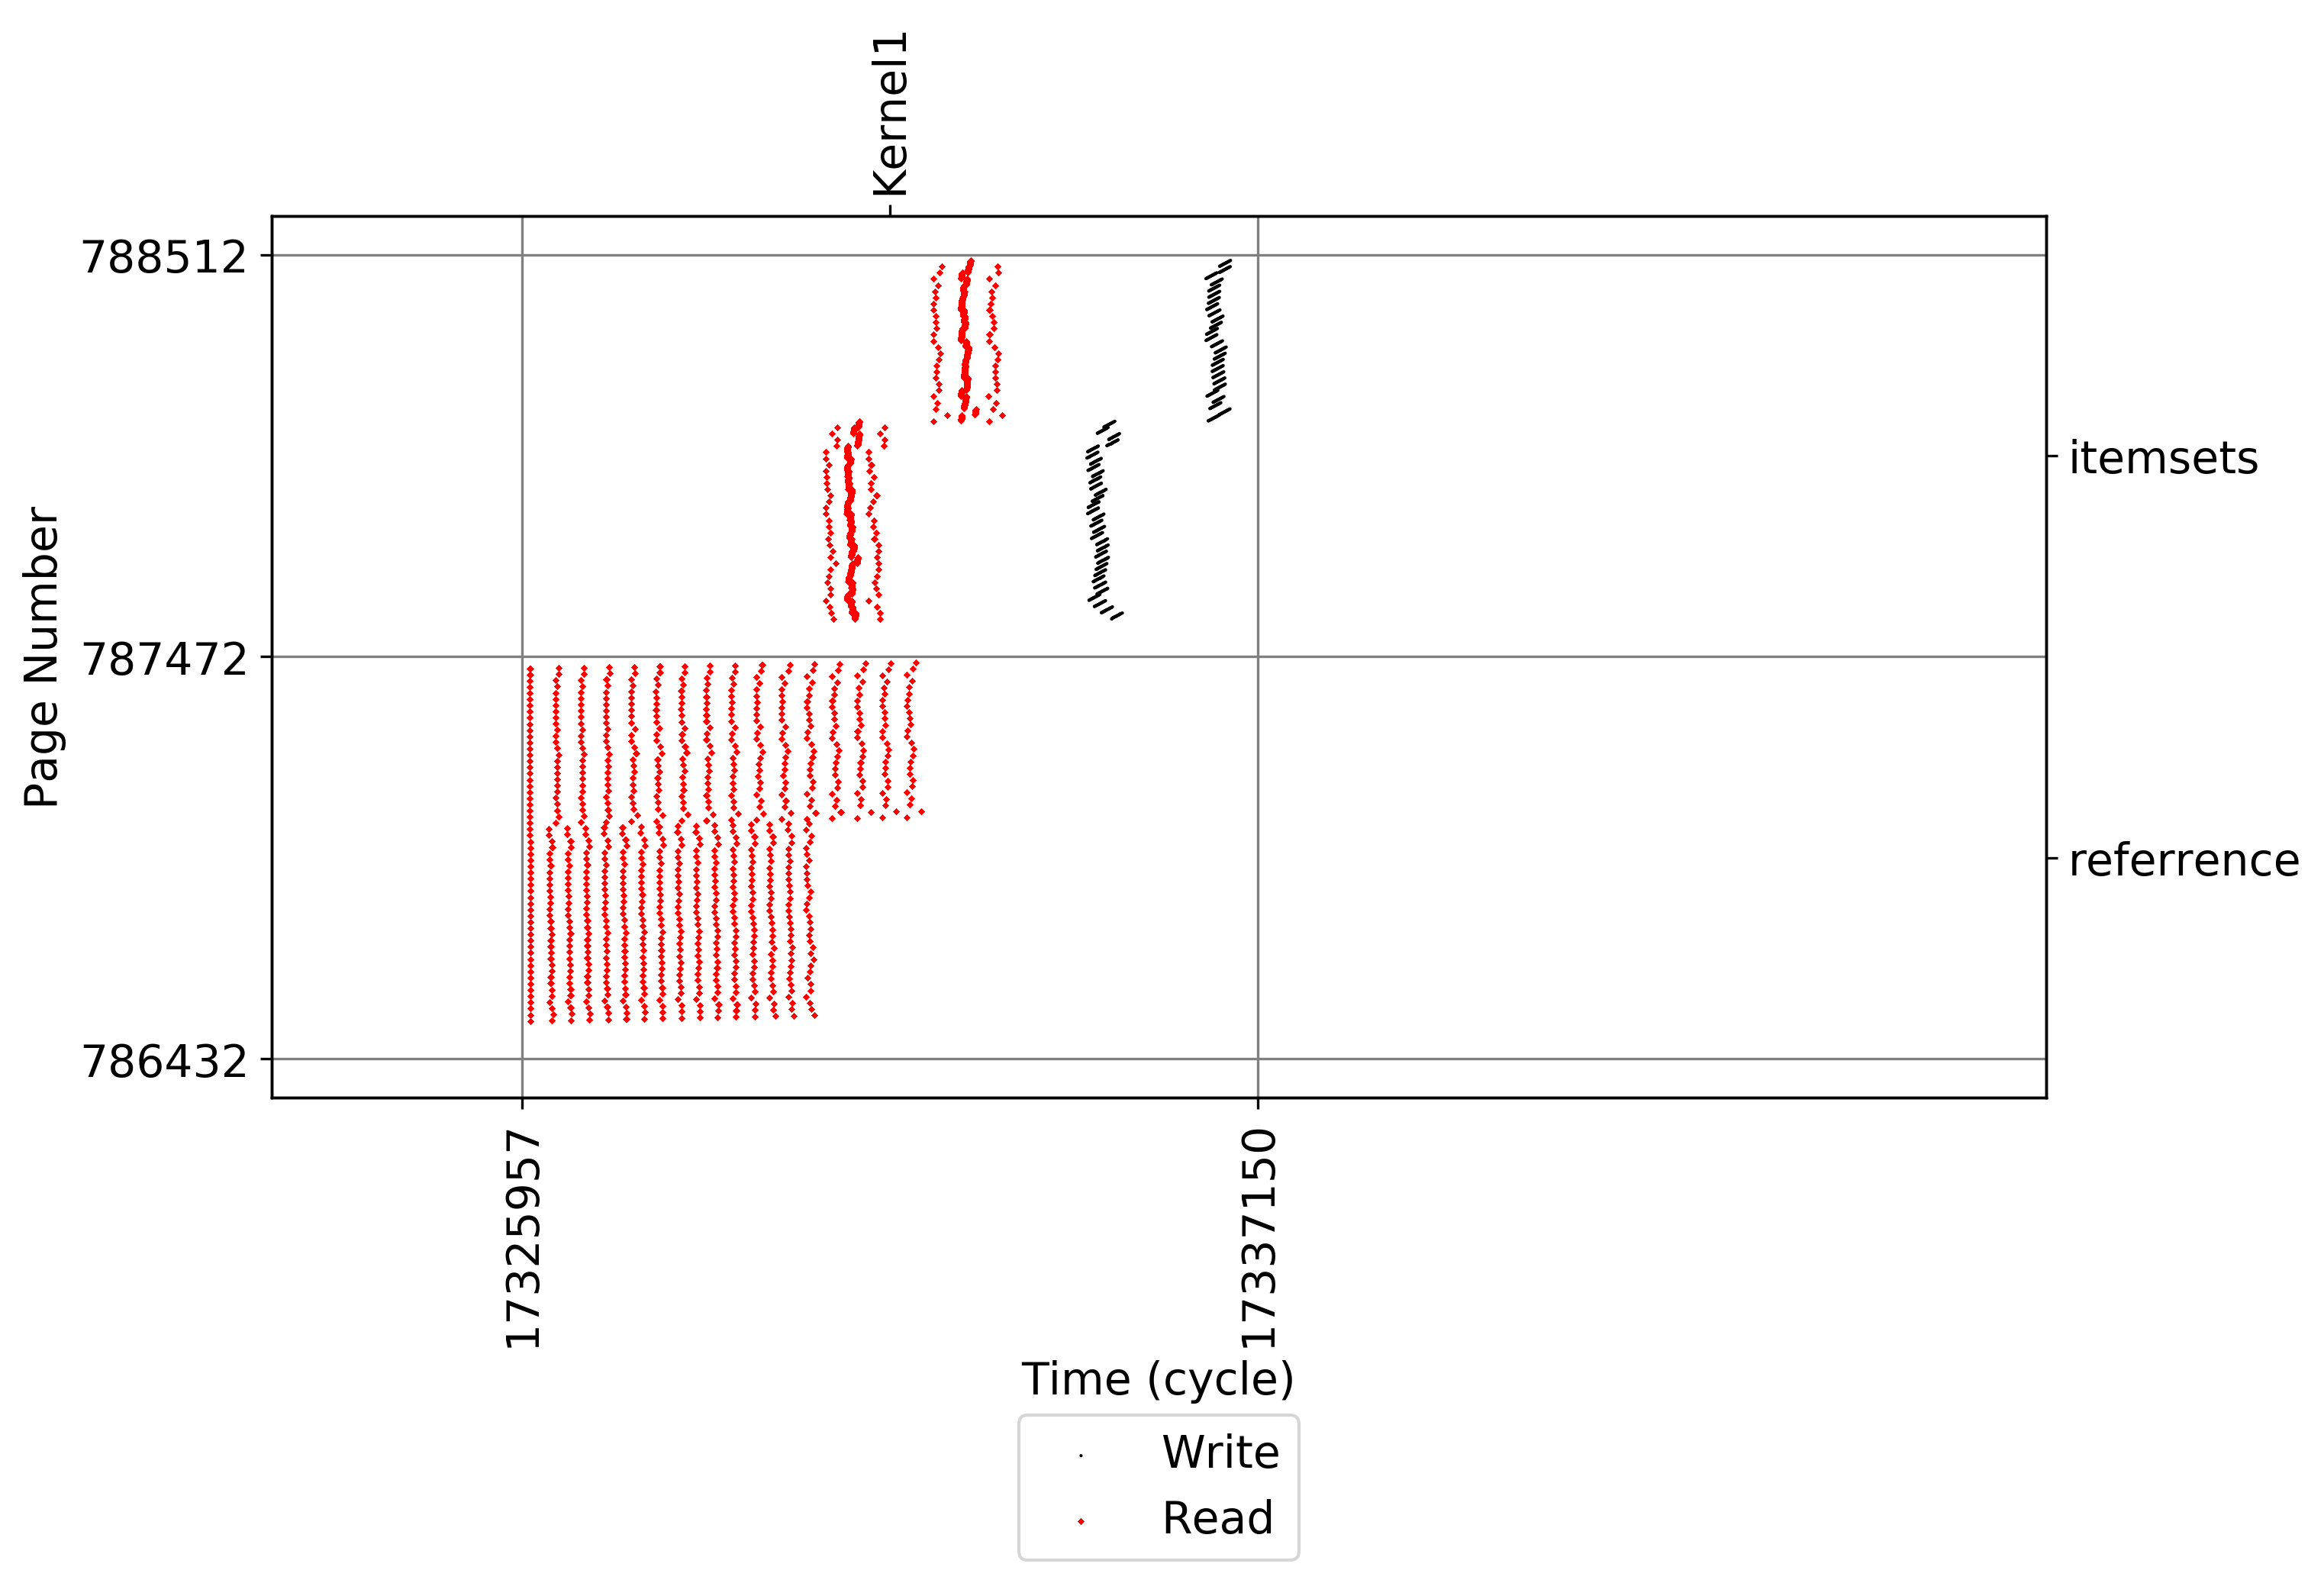 Kernel1
788512
787472
786432
Page Number
itemsets
referrence
17325957
17337150
Time (cycle)
Write
Read